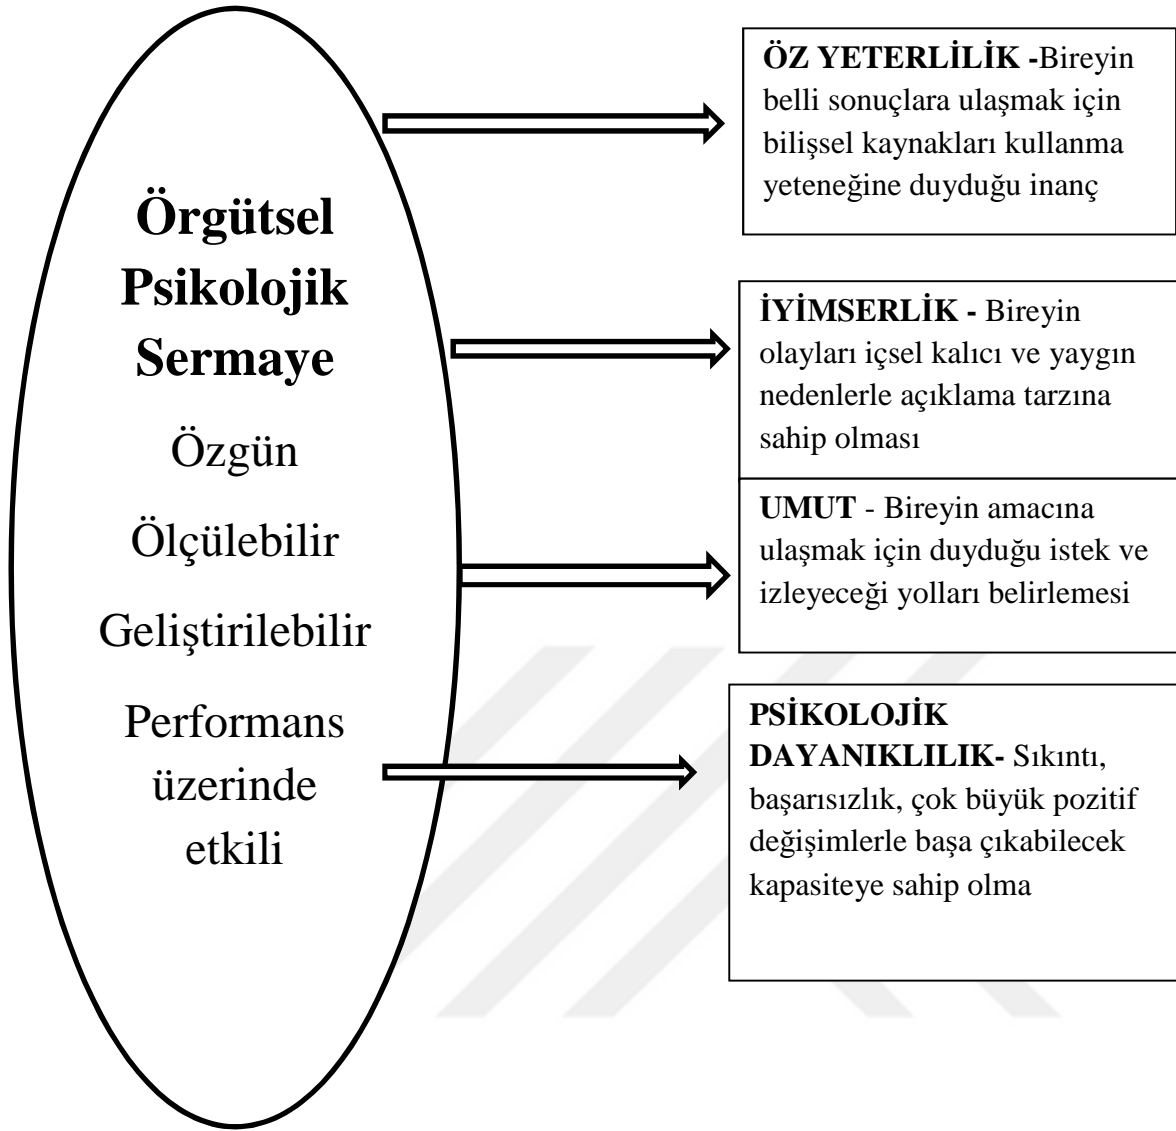 Örgütsel
Psikolojik
Sermaye
Özgün
Ölçülebilir
Geliştirilebilir
Performans
üzerinde
etkili
ÖZ YETERLİLİK -Bireyin
belli sonuçlara ulaşmak için
bilişsel kaynakları kullanma
yeteneğine duyduğu inanç
İYİMSERLİK - Bireyin
olayları içsel kalıcı ve yaygın
nedenlerle açıklama tarzına
sahip olması
UMUT - Bireyin amacına
ulaşmak için duyduğu istek ve
izleyeceği yolları belirlemesi
PSİKOLOJİK
DAYANIKLILIK- Sıkıntı,
başarısızlık, çok büyük pozitif
değişimlerle başa çıkabilecek
kapasiteye sahip olma